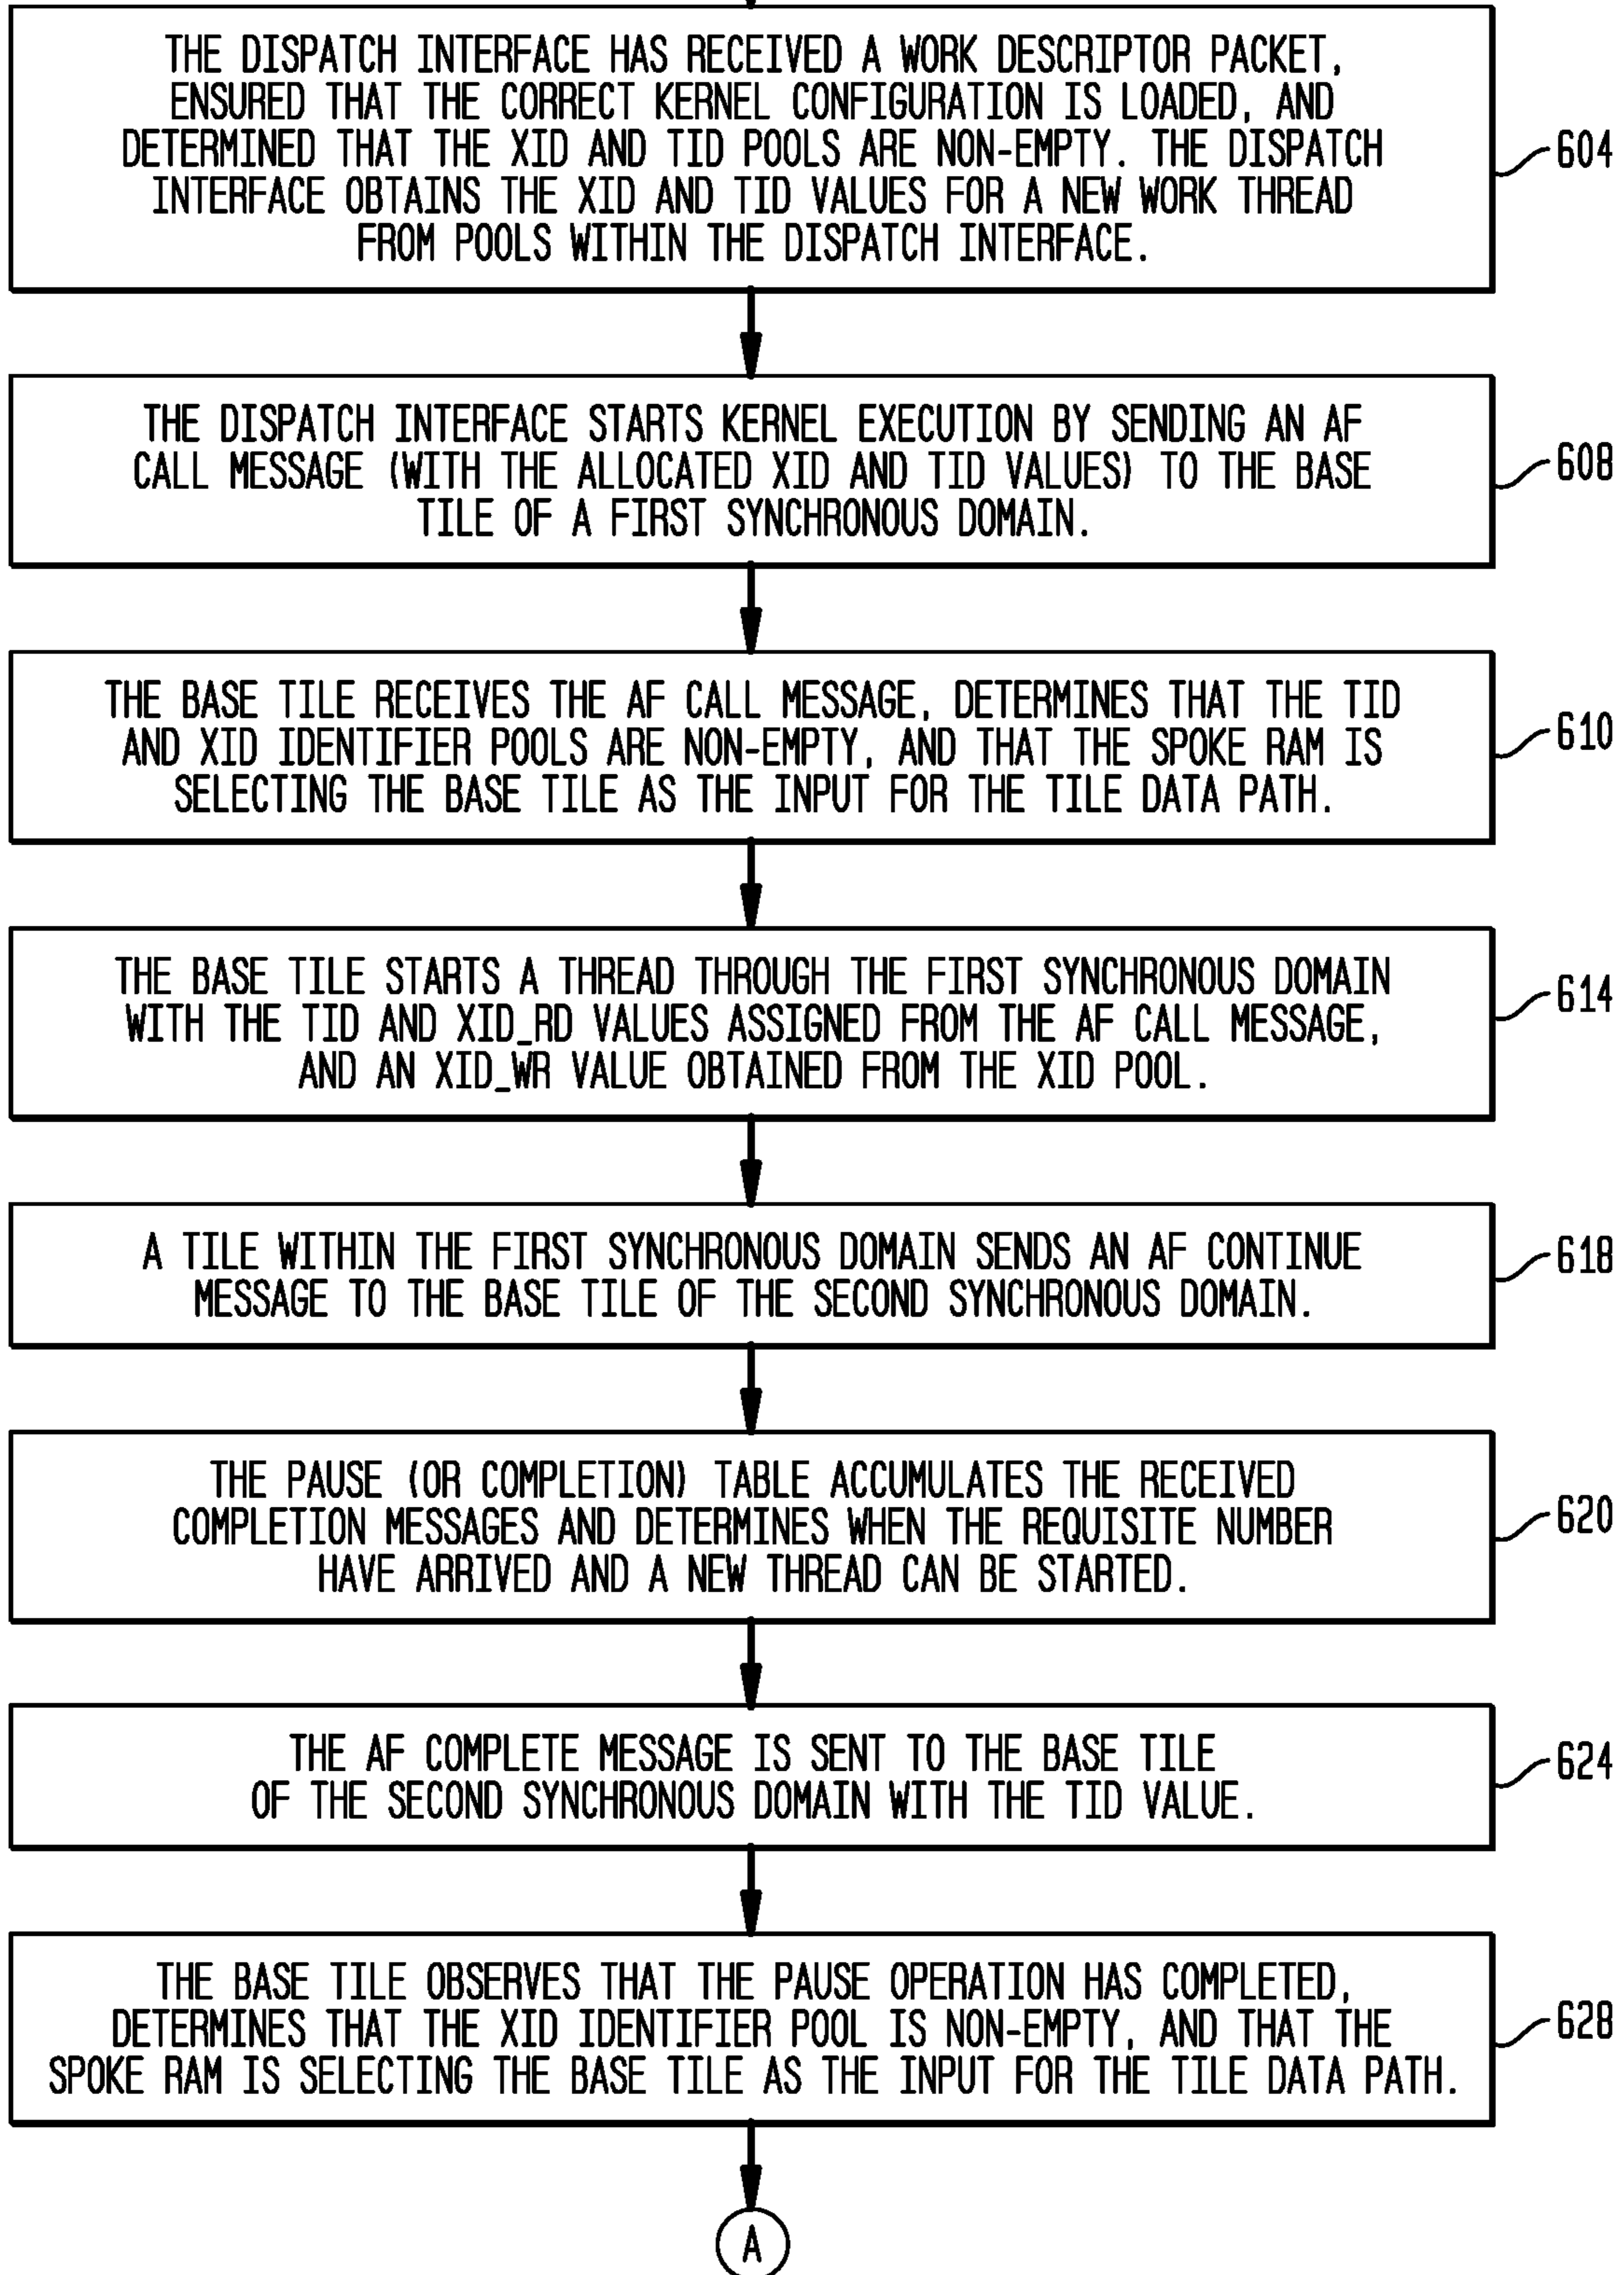 THE DISPATCH INTERFACE HAS RECEIVED A WORK DESCRIPTOR PACKET,
ENSURED THAT THE CORRECT KERNEL CONFIGURATION IS LOADED, AND
DETERMINED THAT THE XID AND TID POOLS ARE NON-EMPTY. THE DISPATCH
INTERFACE OBTAINS THE XID AND TID VALUES FOR A NEW WORK THREAD
FROM POOLS WITHIN THE DISPATCH INTERFACE.
604
THE DISPATCH INTERFACE STARTS KERNEL EXECUTION BY SENDING AN AF
CALL MESSAGE (WITH THE ALLOCATED XID AND TID VALUES) TO THE BASE
TILE OF A FIRST SYNCHRONOUS DOMAIN.
608
THE BASE TILE RECEIVES THE AF CALL MESSAGE, DETERMINES THAT THE TID
AND XID IDENTIFIER POOLS ARE NON-EMPTY, AND THAT THE SPOKE RAM IS
SELECTING THE BASE TILE AS THE INPUT FOR THE TILE DATA PATH.
610
THE BASE TILE STARTS A THREAD THROUGH THE FIRST SYNCHRONOUS DOMAIN
WITH THE TID AND XID_RD VALUES ASSIGNED FROM THE AF CALL MESSAGE,
AND AN XID_WR VALUE OBTAINED FROM THE XID POOL.
614
A TILE WITHIN THE FIRST SYNCHRONOUS DOMAIN SENDS AN AF CONTINUE
MESSAGE TO THE BASE TILE OF THE SECOND SYNCHRONOUS DOMAIN.
618
THE PAUSE (OR COMPLETION) TABLE ACCUMULATES THE RECEIVED
COMPLETION MESSAGES AND DETERMINES WHEN THE REQUISITE NUMBER
HAVE ARRIVED AND A NEW THREAD CAN BE STARTED.
620
THE AF COMPLETE MESSAGE IS SENT TO THE BASE TILE
OF THE SECOND SYNCHRONOUS DOMAIN WITH THE TID VALUE.
624
THE BASE TILE OBSERVES THAT THE PAUSE OPERATION HAS COMPLETED,
DETERMINES THAT THE XID IDENTIFIER POOL IS NON-EMPTY, AND THAT THE
SPOKE RAM IS SELECTING THE BASE TILE AS THE INPUT FOR THE TILE DATA PATH.
628
A